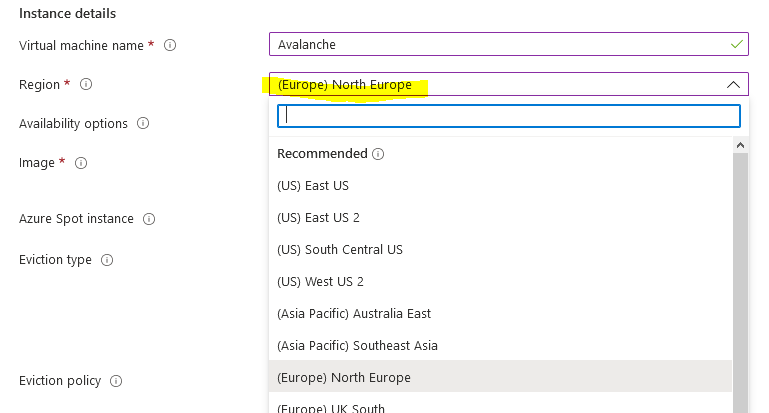 Instance details
Virtual machine name *
Avalanche
Region *
(Europe) North Europe
Availability options
Recommended
Image *
(US) East US
(US) East US 2
Azure Spot instance
(US) South Central US
Eviction type
(US) West US 2
(Asia Pacific) Australia East
(Asia Pacific) Southeast Asia
(Europe) North Europe
Eviction policy
(Europe) UK South